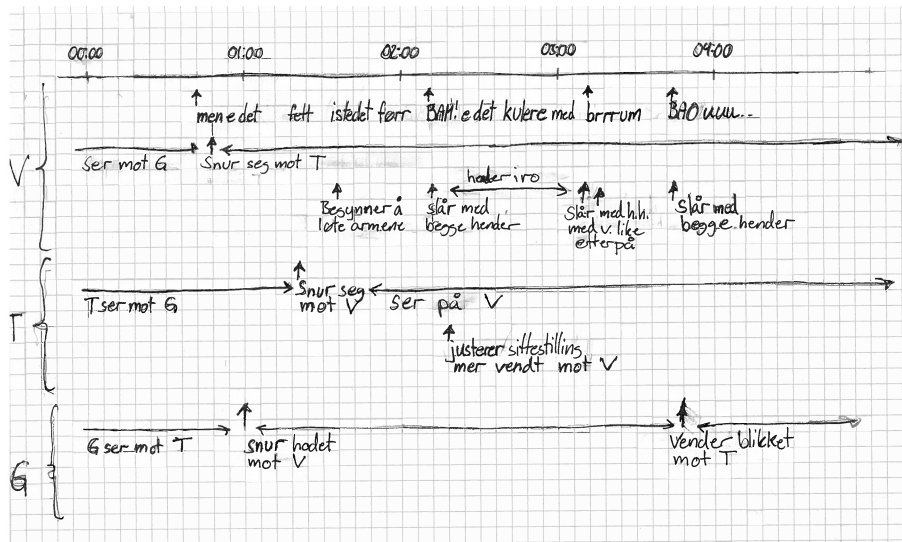 00:00 01:00 02:00 03:00 04:00
men e det fett istedet førr BAM! e det kulere med brrrum BAO uuu..
V
ser mot G
Snur seg mot T
hender i ro
Begynner å
løfte armene
slår med
begge hender
Slår med h.h.
med v. like
etterpå
Slår med
begge hender
T
T ser mot G
Snur seg
mot V
ser på V
justerer sittestilling
mer vendt mot V
G
G ser mot T
Snur hodet
mot V
Vender blikket
mot T